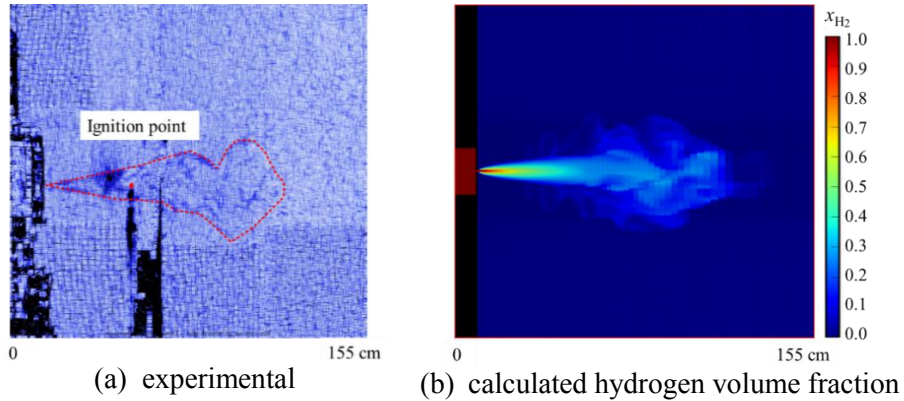 Ignition point
0
155 cm
(a) experimental
x_H2
1.0
0.9
0.8
0.7
0.6
0.5
0.4
0.3
0.2
0.1
0.0
0
155 cm
(b) calculated hydrogen volume fraction